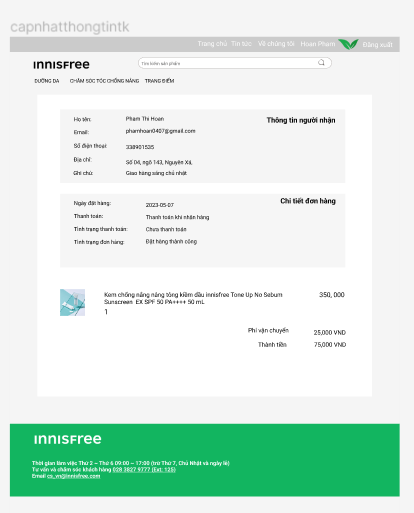 capnhatthongtintk
Trang chủ Tin tức Về chúng tôi Hoan Pham Đăng xuất
innisfree
Tìm kiếm sản phẩm
DƯỠNG DA CHĂM SÓC TÓC CHỐNG NẮNG TRANG ĐIỂM
Họ tên: Pham Thi Hoan Thông tin người nhận
Email: phamhoan0407@gmail.com
Số điện thoại: 338901535
Địa chỉ: Số 04, ngõ 143, Nguyên Xá,
Ghi chú: Giao hàng sáng chủ nhật
Ngày đặt hàng: 2023-05-07 Chi tiết đơn hàng
Thanh toán: Thanh toán khi nhận hàng
Tình trạng thanh toán: Chưa thanh toán
Tình trạng đơn hàng: Đặt hàng thành công
Kem chống nắng nâng tông kiềm dầu innisfree Tone Up No Sebum 350, 000
Sunscreen EX SPF 50 PA++++ 50 mL
1
Phí vận chuyển 25,000 VND
Thành tiền 75,000 VND
innisfree
Thời gian làm việc Thứ 2 – Thứ 6 09:00 – 17:00 (trừ Thứ 7, Chủ Nhật và ngày lễ)
Tư vấn và chăm sóc khách hàng 028 3827 9777 (Ext: 125)
Email cs_vn@innisfree.com